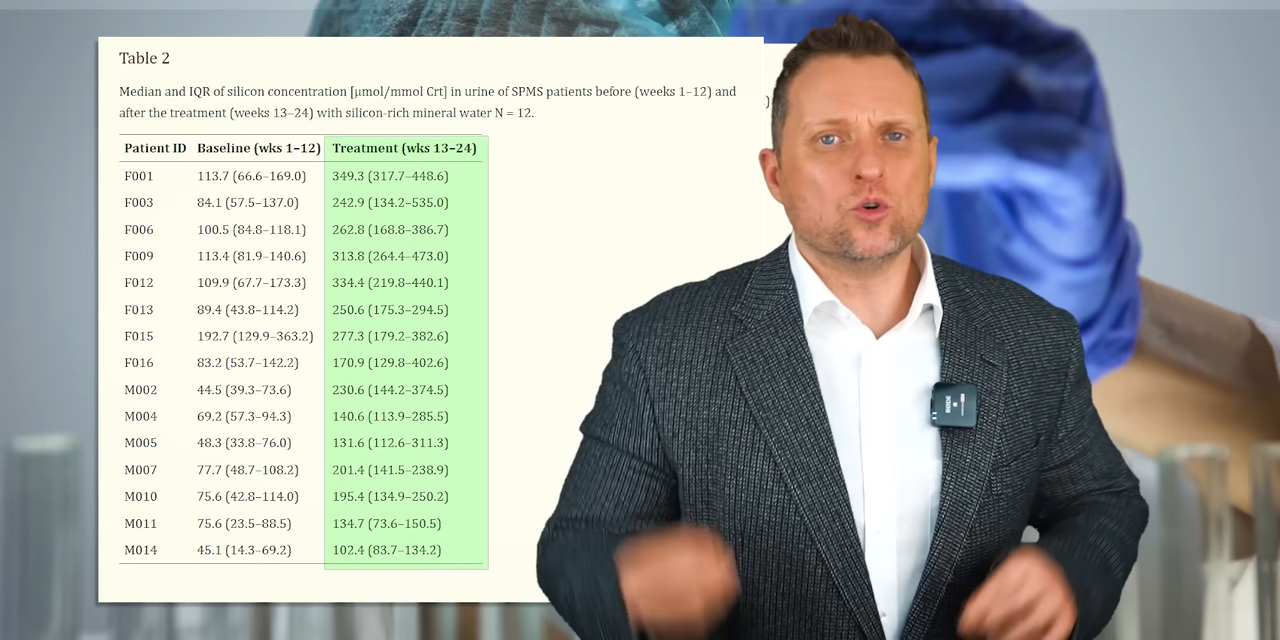 Table 2
Median and IQR of silicon concentration [µmol/mmol Crt] in urine of SPMS patients before (weeks 1–12) and
after the treatment (weeks 13–24) with silicon-rich mineral water N = 12.
Patient ID Baseline (wks 1–12) Treatment (wks 13–24)
F001 113.7 (66.6–169.0) 349.3 (317.7–448.6)
F003 84.1 (57.5–137.0) 242.9 (134.2–535.0)
F006 100.5 (84.8–118.1) 262.8 (168.8–386.7)
F009 113.4 (81.9–140.6) 313.8 (264.4–473.0)
F012 109.9 (67.7–173.3) 334.4 (219.8–440.1)
F013 89.4 (43.8–114.2) 250.6 (175.3–294.5)
F015 192.7 (129.9–363.2) 277.3 (179.2–382.6)
F016 83.2 (53.7–142.2) 170.9 (129.8–402.6)
M002 44.5 (39.3–73.6) 230.6 (144.2–374.5)
M004 69.2 (57.3–94.3) 140.6 (113.9–285.5)
M005 48.3 (33.8–76.0) 131.6 (112.6–311.3)
M007 77.7 (48.7–108.2) 201.4 (141.5–238.9)
M010 75.6 (42.8–114.0) 195.4 (134.9–250.2)
M011 75.6 (23.5–88.5) 134.7 (73.6–150.5)
M014 45.1 (14.3–69.2) 102.4 (83.7–134.2)
RODE